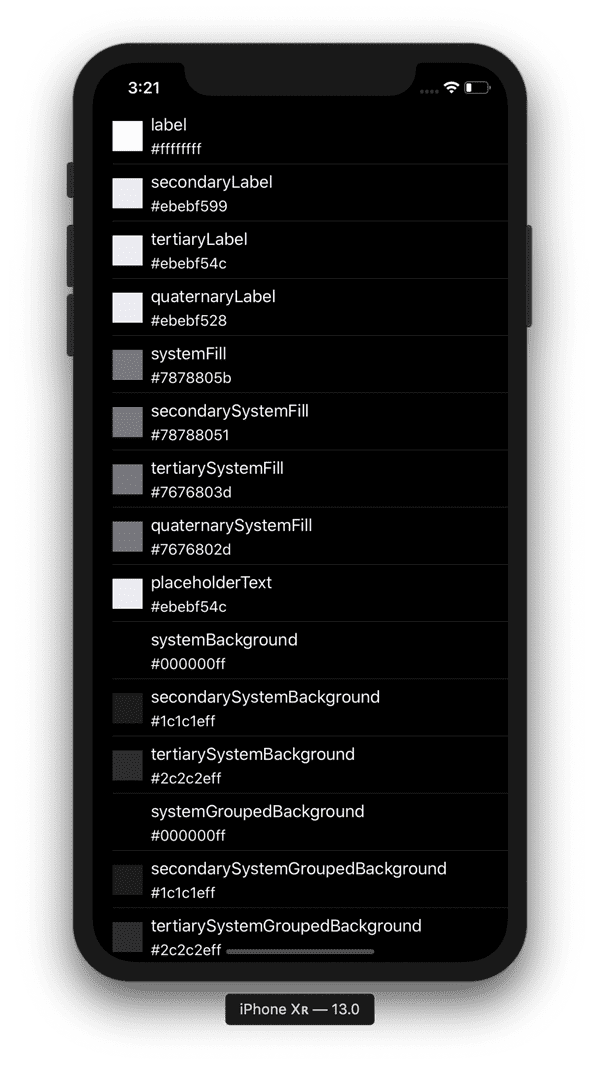 3:21
label
#ffffffff
secondaryLabel
#ebebf599
tertiaryLabel
#ebebf54c
quaternaryLabel
#ebebf528
systemFill
#7878805b
secondarySystemFill
#78788051
tertiarySystemFill
#7676803d
quaternarySystemFill
#7676802d
placeholderText
#ebebf54c
systemBackground
#000000ff
secondarySystemBackground
#1c1c1eff
tertiarySystemBackground
#2c2c2eff
systemGroupedBackground
#000000ff
secondarySystemGroupedBackground
#1c1c1eff
tertiarySystemGroupedBackground
#2c2c2eff
iPhone Xʀ — 13.0